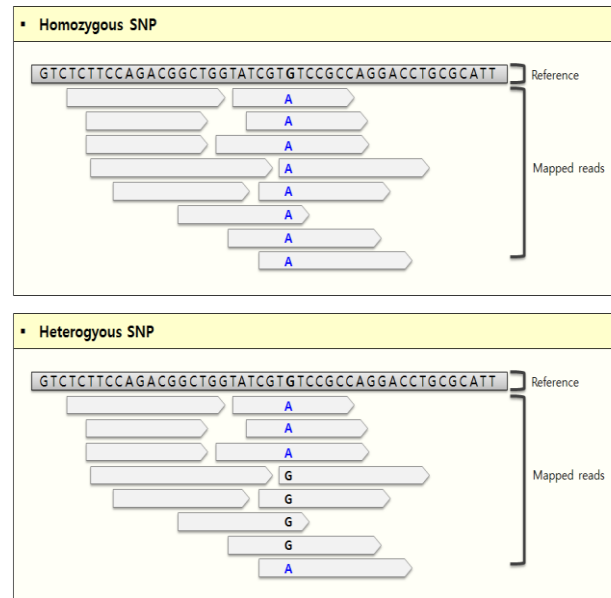 ▪ Homozygous SNP
GTCTCTTCCAGACGGCTGGTATCGTGTCCGCCAGGACCTGCGCATT
Reference
A
A
A
A
Mapped reads
A
A
A
A
▪ Heterogyous SNP
GTCTCTTCCAGACGGCTGGTATCGTGTCCGCCAGGACCTGCGCATT
Reference
A
A
A
G
Mapped reads
G
G
G
A